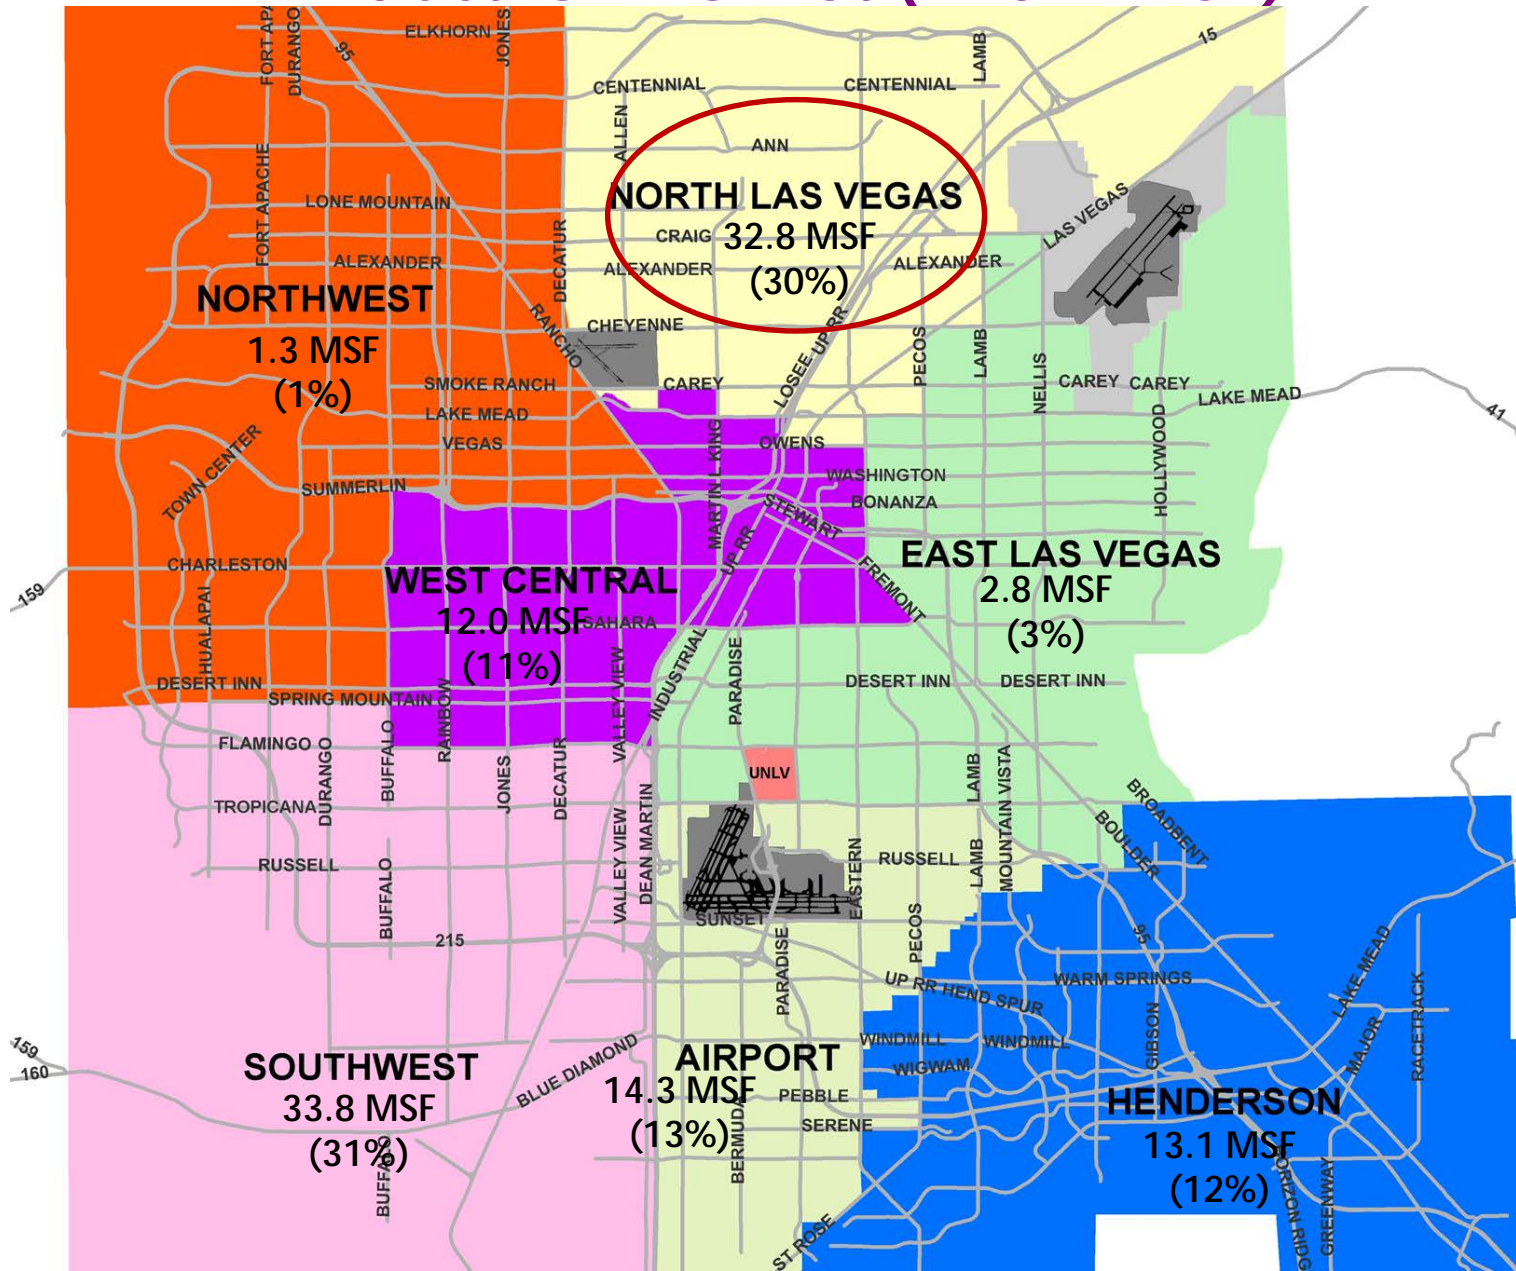 ELKHORN
JONES
FORT APA
DURANGO
95
15
LAMB
CENTENNIAL
CENTENNIAL
ALLEN
ANN
FORT APACHE
LONE MOUNTAIN
NORTH LAS VEGAS
32.8 MSF
(30%)
CRAIG
LAS VEGAS
DECATUR
ALEXANDER
ALEXANDER
ALEXANDER
NORTHWEST
1.3 MSF
(1%)
RANCHO
CHEYENNE
LOSEE
UP RR
PECOS
LAMB
NELLIS
SMOKE RANCH
CAREY
CAREY
CAREY
LAKE MEAD
LAKE MEAD
41
VEGAS
OWENS
MARTIN L KING
HOLLYWOOD
TOWN CENTER
SUMMERLIN
WASHINGTON
BONANZA
STEWART
UP RR
FREMONT
EAST LAS VEGAS
2.8 MSF
(3%)
CHARLESTON
159
WEST CENTRAL
12.0 MSF
(11%)
SAHARA
HUALAPAI
INDUSTRIAL
PARADISE
VALLEY VIEW
DESERT INN
DESERT INN
DESERT INN
SPRING MOUNTAIN
RAINBOW
FLAMINGO
DURANGO
BUFFALO
JONES
DECATUR
UNLV
LAMB
MOUNTAIN VISTA
TROPICANA
BROADBENT
BOULDER
VALLEY VIEW
DEAN MARTIN
RUSSELL
RUSSELL
EASTERN
LAMB
BUFFALO
SUNSET
PECOS
215
95
PARADISE
LAKE MEAD
UP RR HEND SPUR
WARM SPRINGS
RACETRACK
159
160
WINDMILL
WINDMILL
GIBSON
MAJOR
SOUTHWEST
33.8 MSF
(31%)
BLUE DIAMOND
AIRPORT
14.3 MSF
(13%)
WIGWAM
PEBBLE
SERENE
BERMUDA
HENDERSON
13.1 MSF
(12%)
BUFFALO
ST ROSE
GREENWAY